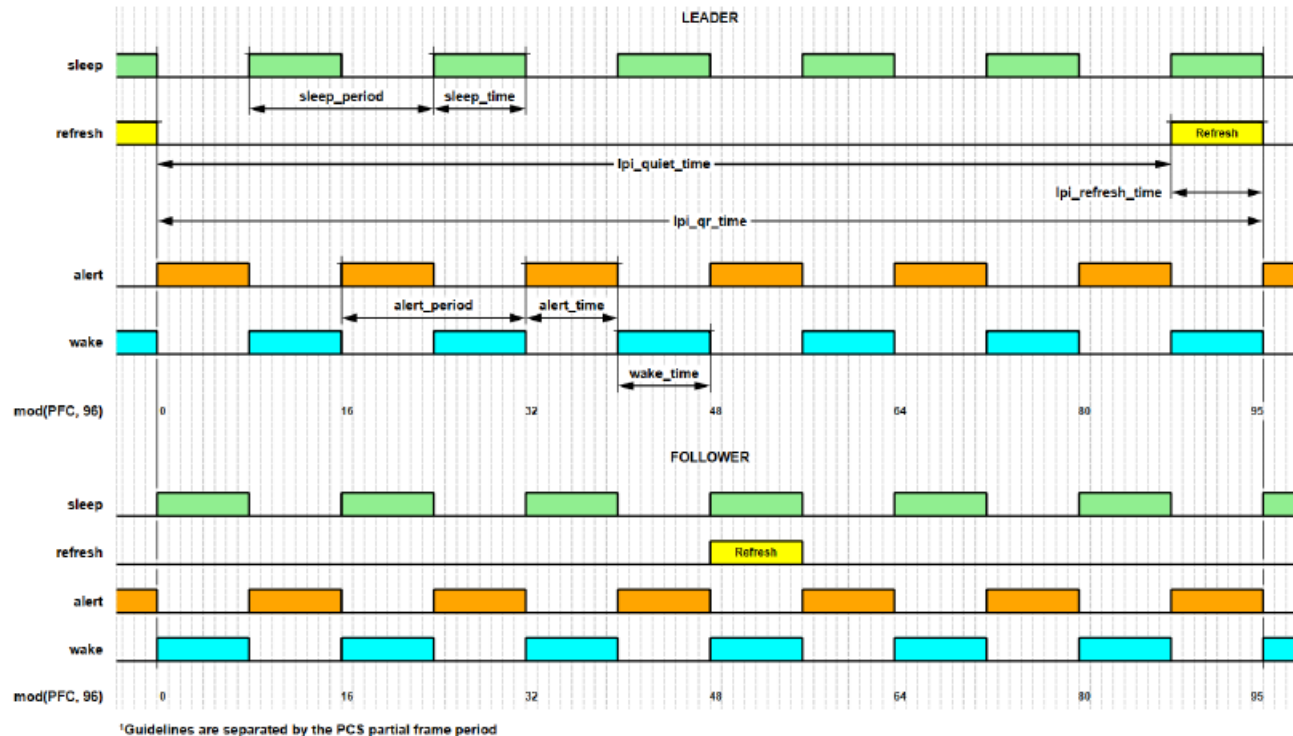 LEADER
sleep
sleep_period
sleep_time
refresh
Refresh
lpi_quiet_time
lpi_refresh_time
lpi_qr_time
alert
alert_period
alert_time
wake
wake_time
mod(PFC, 96) 0 16 32 48 64 80 95
FOLLOWER
sleep
refresh
Refresh
alert
wake
mod(PFC, 96) 0 16 32 48 64 80 95
¹Guidelines are separated by the PCS partial frame period